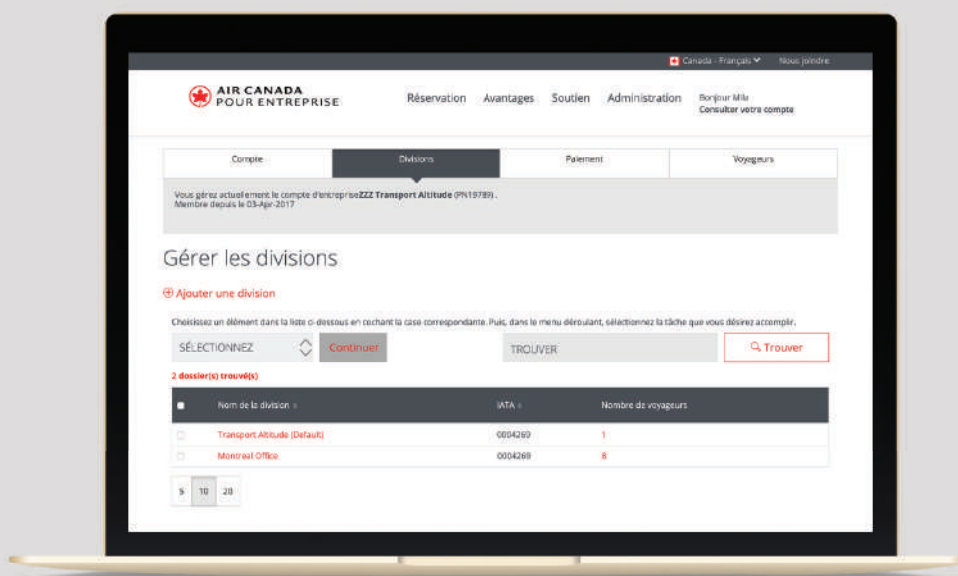 Canada - Français Nous joindre
AIR CANADA
POUR ENTREPRISE
Réservation Avantages Soutien Administration
Bonjour Mila
Consulter votre compte
Compte Divisions Paiement Voyageurs
Vous gérez actuellement le compte d'entrepriseZZZ Transport Altitude (PN19789) .
Membre depuis le 03-Apr-2017
Gérer les divisions
Ajouter une division
Choisissez un élément dans la liste ci-dessous en cochant la case correspondante. Puis, dans le menu déroulant, sélectionnez la tâche que vous désirez accomplir.
SÉLECTIONNEZ Continuer TROUVER Trouver
2 dossier(s) trouvé(s)
Nom de la division IATA Nombre de voyageurs
Transport Altitude (Default) 0004269 1
Montreal Office 0004269 8
5 10 20